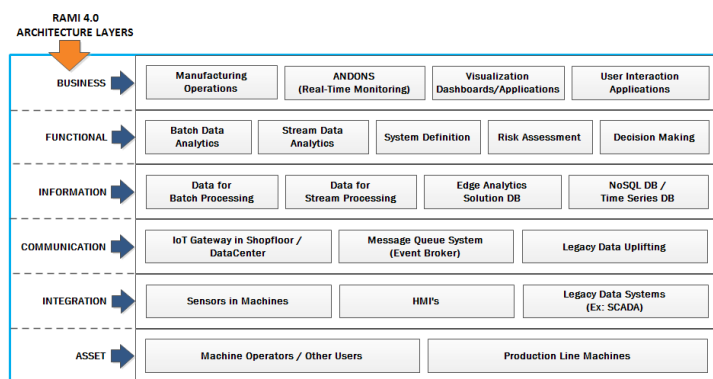 RAMI 4.0
ARCHITECTURE LAYERS
BUSINESS
Manufacturing
Operations
ANDONS
(Real-Time Monitoring)
Visualization
Dashboards/Applications
User Interaction
Applications
FUNCTIONAL
Batch Data
Analytics
Stream Data
Analytics
System Definition
Risk Assessment
Decision Making
INFORMATION
Data for
Batch Processing
Data for
Stream Processing
Edge Analytics
Solution DB
NoSQL DB /
Time Series DB
COMMUNICATION
IoT Gateway in Shopfloor /
DataCenter
Message Queue System
(Event Broker)
Legacy Data Uplifting
INTEGRATION
Sensors in Machines
HMI's
Legacy Data Systems
(Ex: SCADA)
ASSET
Machine Operators / Other Users
Production Line Machines